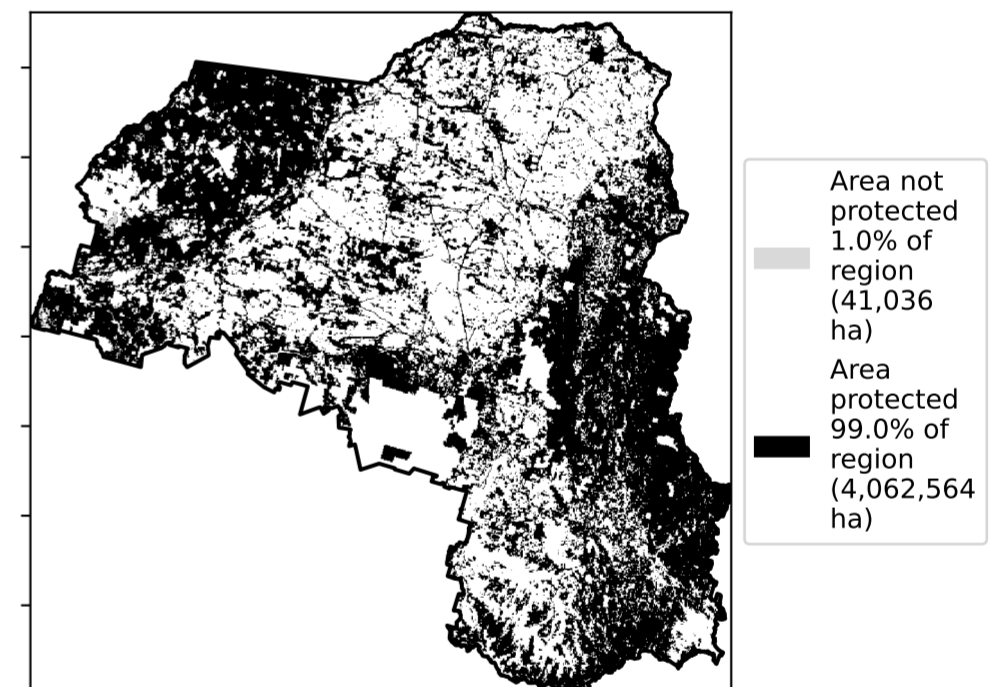 Area not
protected
1.0% of
region
(41,036
ha)
Area
protected
99.0% of
region
(4,062,564
ha)